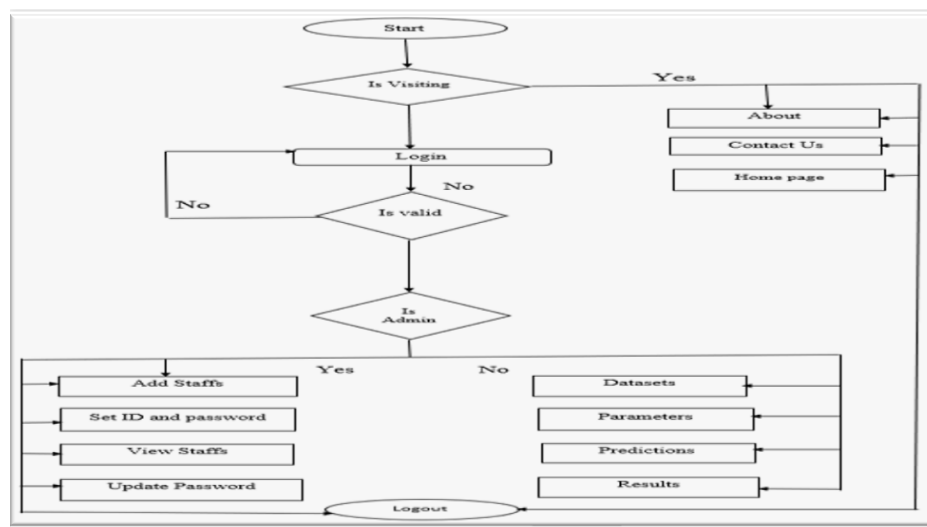 Start
Is Visiting
Yes
About
Contact Us
Home page
Login
No
No
Is valid
Is
Admin
Yes
No
Add Staffs
Set ID and password
View Staffs
Update Password
Datasets
Parameters
Predictions
Results
Logout